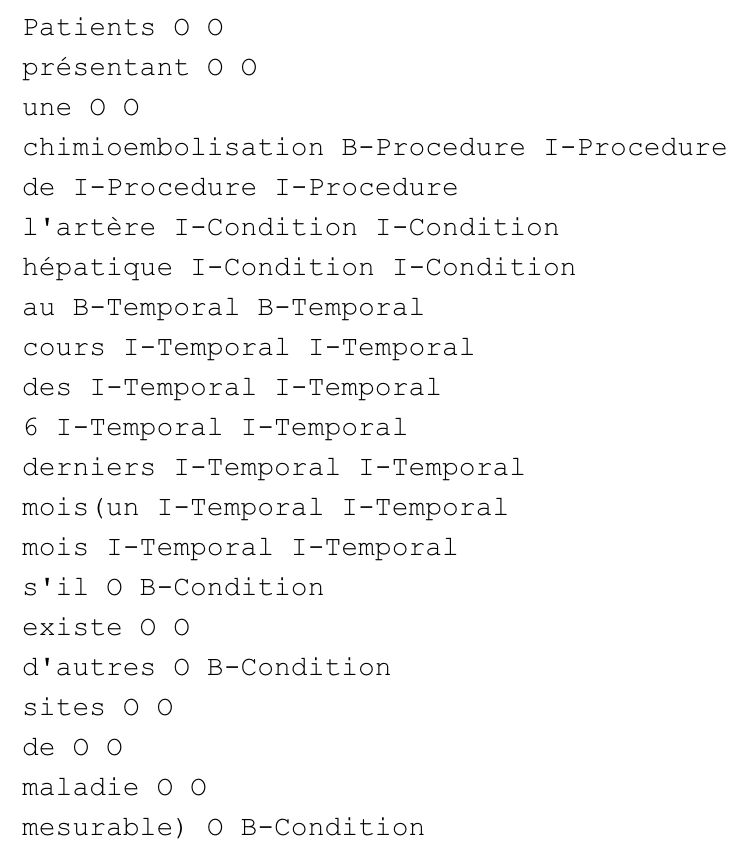 Patients O O
présentant O O
une O O
chimioembolisation B-Procedure I-Procedure
de I-Procedure I-Procedure
l'artère I-Condition I-Condition
hépatique I-Condition I-Condition
au B-Temporal B-Temporal
cours I-Temporal I-Temporal
des I-Temporal I-Temporal
6 I-Temporal I-Temporal
derniers I-Temporal I-Temporal
mois(un I-Temporal I-Temporal
mois I-Temporal I-Temporal
s'il O B-Condition
existe O O
d'autres O B-Condition
sites O O
de O O
maladie O O
mesurable) O B-Condition